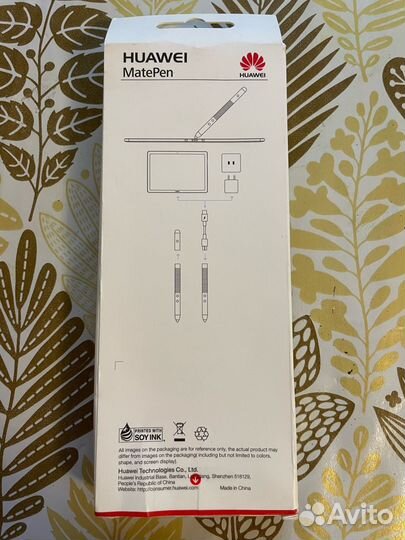 HUAWEI
MatePen
HUAWEI
PRINTED WITH
SOY INK
All images on the packaging are for reference only, the actual product may
differ from images on the packaging( including but not limited to colors,
shape, and screen display).
Huawei Technologies Co., Ltd.
Huawei Industrial Base, Bantian, Longgang, Shenzhen 518129,
People's Republic of China
Website: http://consumer.huawei.com
Made in China
Avito